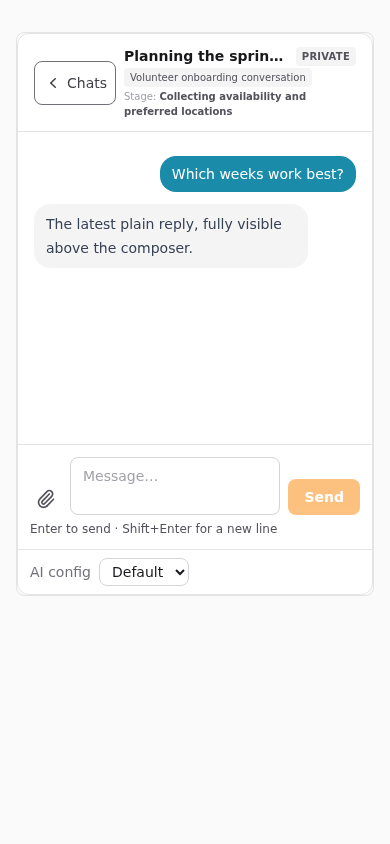 Chats
Planning the sprin…
PRIVATE
Volunteer onboarding conversation
Stage: Collecting availability and
preferred locations
Which weeks work best?
The latest plain reply, fully visible
above the composer.
Message…
Send
Enter to send · Shift+Enter for a new line
AI config
Default